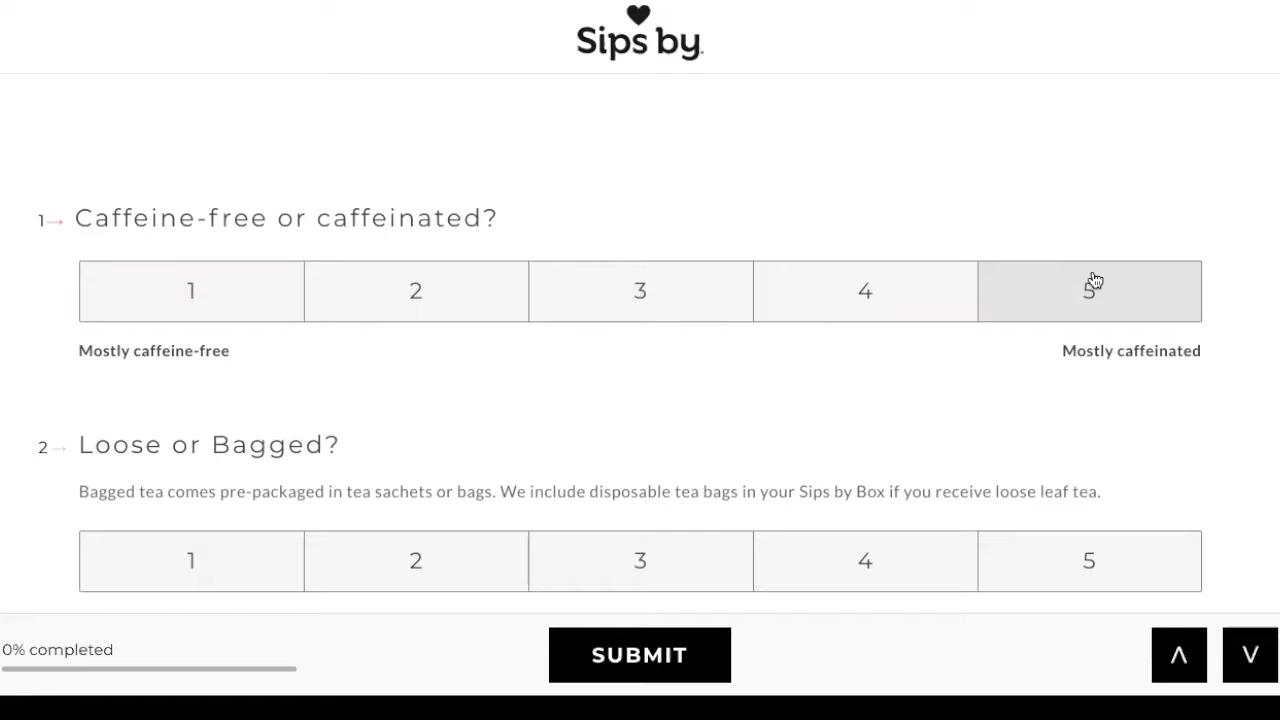 Sips by.
1→ Caffeine-free or caffeinated?
1 2 3 4 5
Mostly caffeine-free Mostly caffeinated
2→ Loose or Bagged?
Bagged tea comes pre-packaged in tea sachets or bags. We include disposable tea bags in your Sips by Box if you receive loose leaf tea.
1 2 3 4 5
0% completed SUBMIT